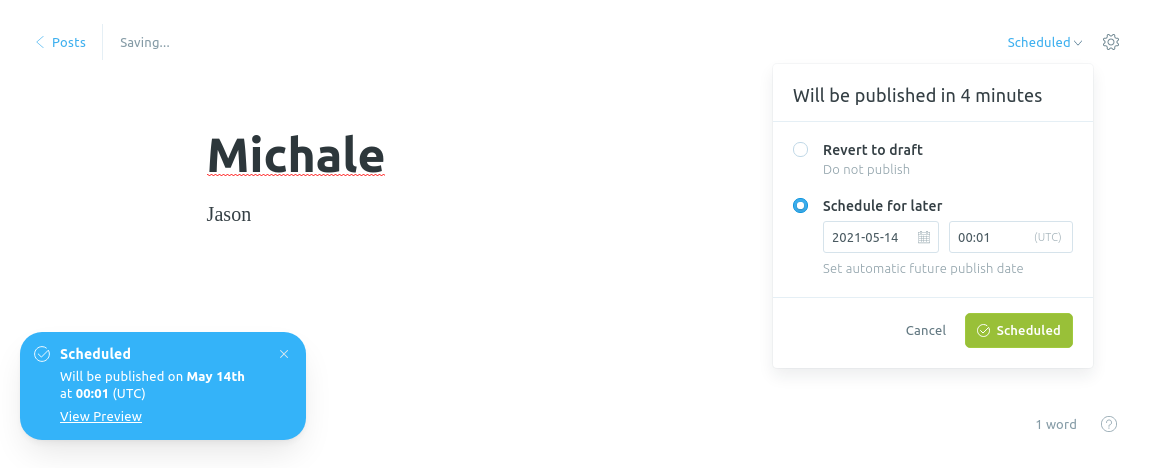 Posts
Saving...
Scheduled
Will be published in 4 minutes
Michale
Revert to draft
Do not publish
Jason
Schedule for later
2021-05-14
00:01 (UTC)
Set automatic future publish date
Cancel
Scheduled
Scheduled
Will be published on May 14th
at 00:01 (UTC)
View Preview
1 word
?